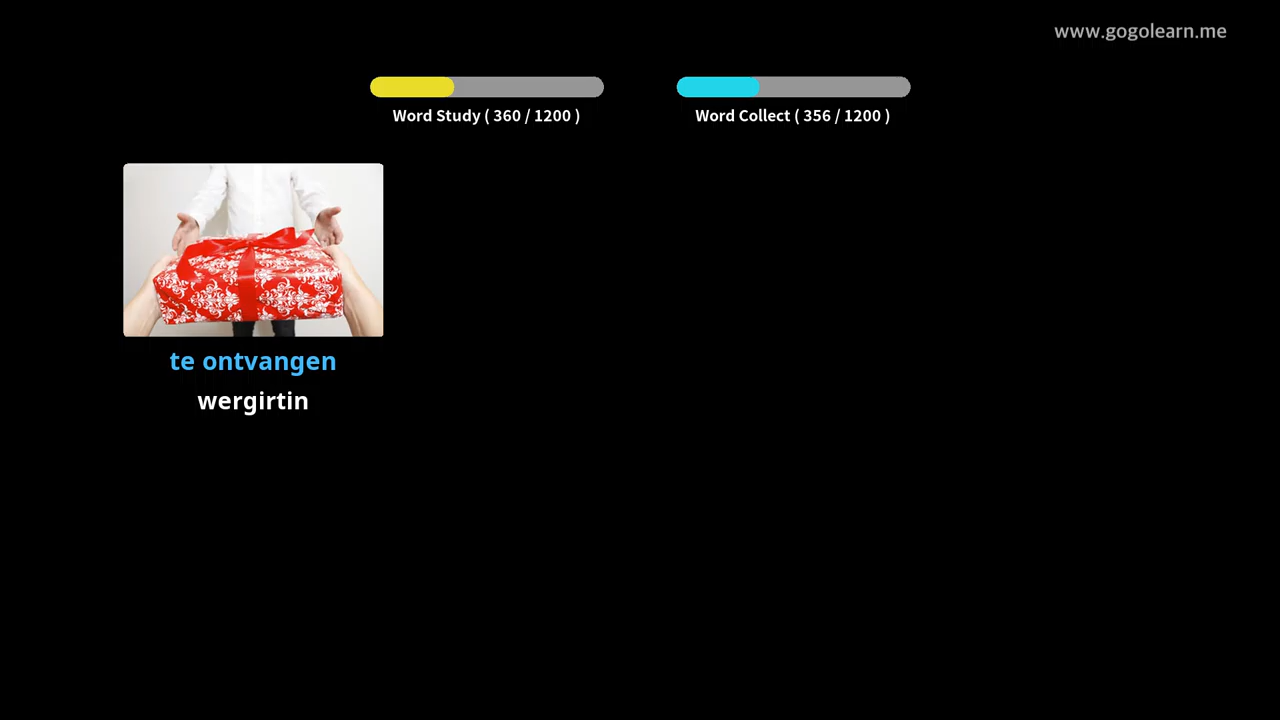 www.gogolearn.me
Word Study ( 360 / 1200 )
Word Collect ( 356 / 1200 )
te ontvangen
wergirtin